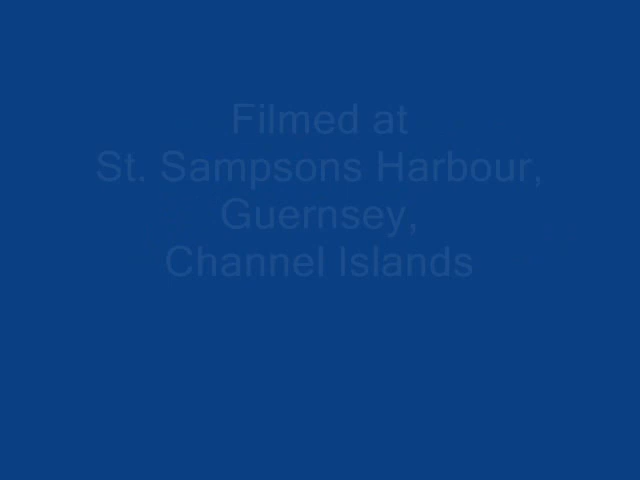 Filmed at
St. Sampsons Harbour,
Guernsey,
Channel Islands